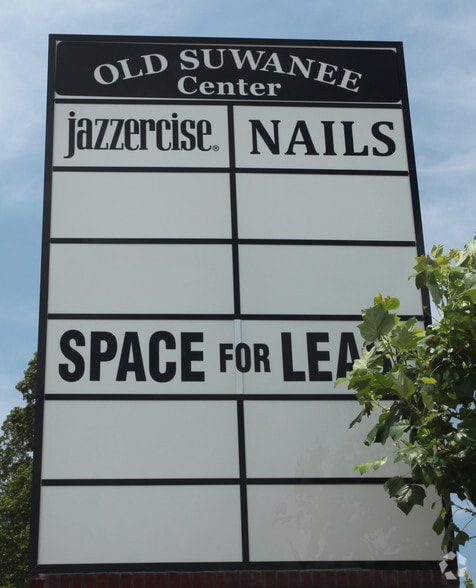 OLD SUWANEE
Center
jazzercise® NAILS
SPACE FOR LEA